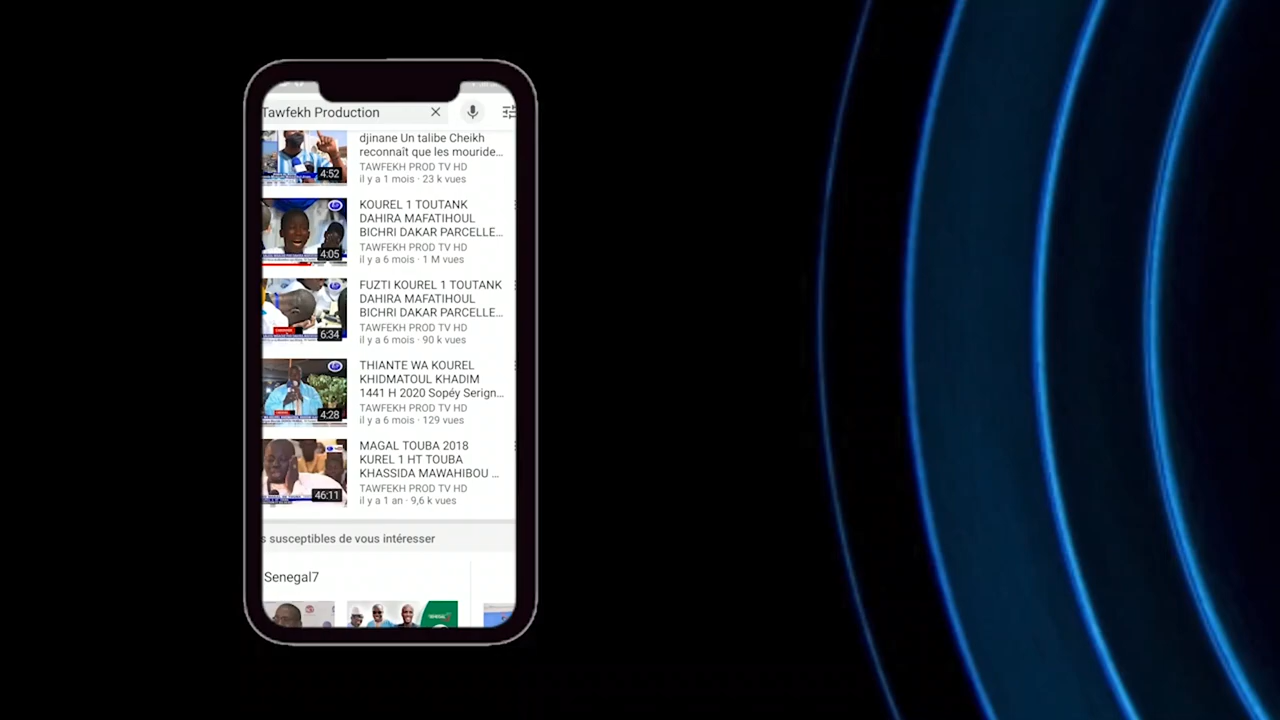 Tawfekh Production
djinane Un talibe Cheikh
reconnaît que les mouride...
TAWFEKH PROD TV HD
il y a 1 mois · 23 k vues
4:52
KOUREL 1 TOUTANK
DAHIRA MAFATIHOUL
BICHRI DAKAR PARCELLE...
TAWFEKH PROD TV HD
il y a 6 mois · 1 M vues
4:05
FUZTI KOUREL 1 TOUTANK
DAHIRA MAFATIHOUL
BICHRI DAKAR PARCELLE...
TAWFEKH PROD TV HD
il y a 6 mois · 90 k vues
6:34
THIANTE WA KOUREL
KHIDMATOUL KHADIM
1441 H 2020 Sopéy Serign...
TAWFEKH PROD TV HD
il y a 6 mois · 129 vues
4:28
MAGAL TOUBA 2018
KUREL 1 HT TOUBA
KHASSIDA MAWAHIBOU ...
TAWFEKH PROD TV HD
il y a 1 an · 9,6 k vues
46:11
s susceptibles de vous intéresser
Senegal7